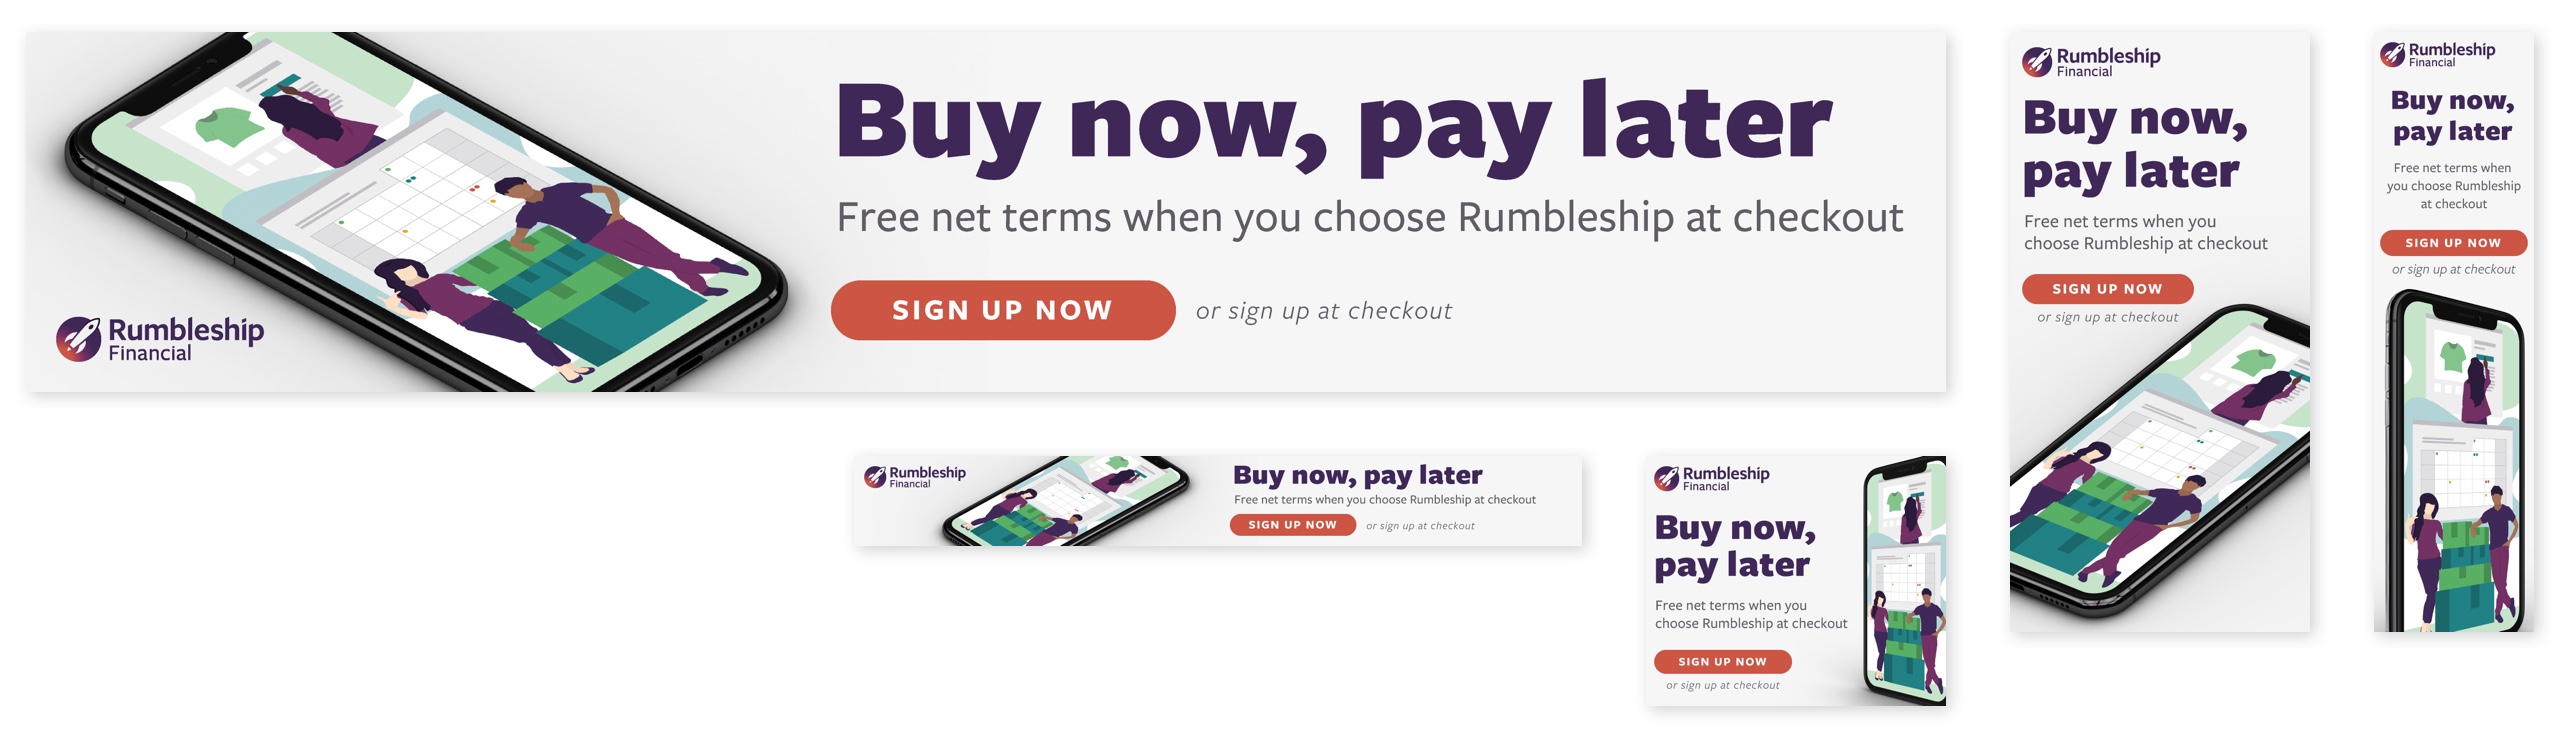 Buy now, pay later
Free net terms when you choose Rumbleship at checkout
SIGN UP NOW or sign up at checkout
Rumbleship
Financial
Rumbleship
Financial
Buy now, pay later
Free net terms when you choose Rumbleship at checkout
SIGN UP NOW or sign up at checkout
Rumbleship
Financial
Buy now,
pay later
Free net terms when you
choose Rumbleship at checkout
SIGN UP NOW
or sign up at checkout
Rumbleship
Financial
Buy now,
pay later
Free net terms when you
choose Rumbleship at checkout
SIGN UP NOW
or sign up at checkout
Rumbleship
Financial
Buy now,
pay later
Free net terms when
you choose Rumbleship
at checkout
SIGN UP NOW
or sign up at checkout